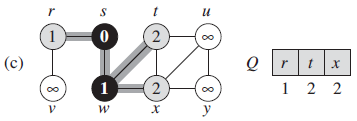 r s t u
1 0 2 ∞
(c) Q r t x
∞ 1 2 ∞ 1 2 2
v w x y